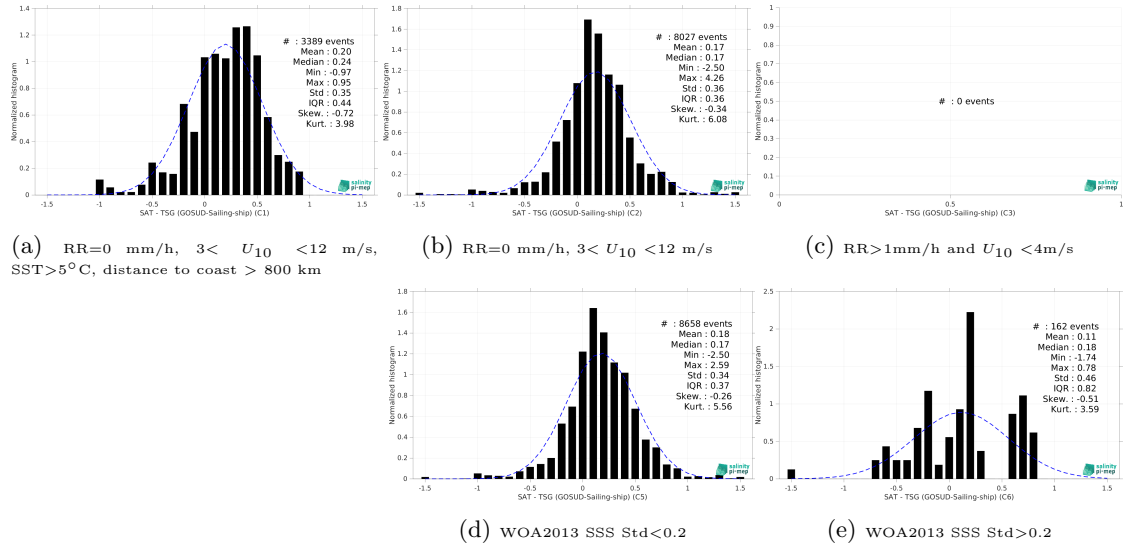 Normalized histogram
1.4
1.2
1
0.8
0.6
0.4
0.2
0
-1.5
-1
-0.5
0
0.5
1
1.5
# : 3389 events
Mean : 0.20
Median : 0.24
Min : -0.97
Max : 0.95
Std : 0.35
IQR : 0.44
Skew. : -0.72
Kurt. : 3.98
salinity
pi-mep
SAT - TSG (GOSUD-Sailing-ship) (C1)
(a) RR=0 mm/h, 3< U10 <12 m/s,
SST>5°C, distance to coast > 800 km
Normalized histogram
1.8
1.6
1.4
1.2
1
0.8
0.6
0.4
0.2
0
-1.5
-1
-0.5
0
0.5
1
1.5
# : 8027 events
Mean : 0.17
Median : 0.17
Min : -2.50
Max : 4.26
Std : 0.36
IQR : 0.36
Skew. : -0.34
Kurt. : 6.08
salinity
pi-mep
SAT - TSG (GOSUD-Sailing-ship) (C2)
(b) RR=0 mm/h, 3< U10 <12 m/s
Normalized histogram
1
0.9
0.8
0.7
0.6
0.5
0.4
0.3
0.2
0.1
0
0
0.5
1
# : 0 events
salinity
pi-mep
SAT - TSG (GOSUD-Sailing-ship) (C3)
(c) RR>1mm/h and U10 <4m/s
Normalized histogram
1.8
1.6
1.4
1.2
1
0.8
0.6
0.4
0.2
0
-1.5
-1
-0.5
0
0.5
1
1.5
# : 8658 events
Mean : 0.18
Median : 0.17
Min : -2.50
Max : 2.59
Std : 0.34
IQR : 0.37
Skew. : -0.26
Kurt. : 5.56
salinity
pi-mep
SAT - TSG (GOSUD-Sailing-ship) (C5)
(d) WOA2013 SSS Std<0.2
Normalized histogram
2.5
2
1.5
1
0.5
0
-1.5
-1
-0.5
0
0.5
1
1.5
# : 162 events
Mean : 0.11
Median : 0.18
Min : -1.74
Max : 0.78
Std : 0.46
IQR : 0.82
Skew. : -0.51
Kurt. : 3.59
salinity
pi-mep
SAT - TSG (GOSUD-Sailing-ship) (C6)
(e) WOA2013 SSS Std>0.2